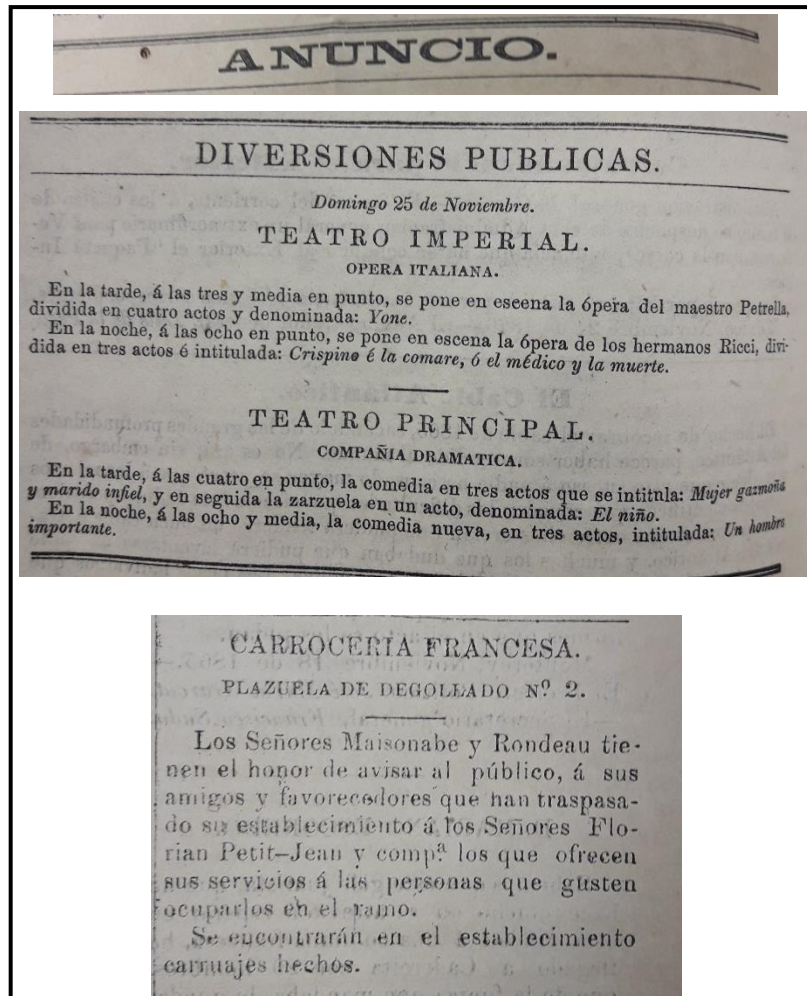 ANUNCIO.
DIVERSIONES PUBLICAS.
Domingo 25 de Noviembre.
TEATRO IMPERIAL.
OPERA ITALIANA.
En la tarde, á las tres y media en punto, se pone en esceena la ópera del maestro Petrella,
dividida en cuatro actos y denominada: Yone.
En la noche, á las ocho en punto, se pone en escena la ópera de los hermanos Ricci, divi-
dida en tres actos é intitulada: Crispino é la comare, ó el médico y la muerte.
TEATRO PRINCIPAL.
COMPAÑIA DRAMATICA.
En la tarde, á las cuatro en punto, la comedia en tres actos que se intitnla: Mujer gazmoña
y marido infiel, y en seguida la zarzuela en un acto, denominada: El niño.
En la noche, á las ocho y media, la comedia nueva, en tres actos, intitulada: Un hombre
importante.
CARROCERIA FRANCESA.
PLAZUELA DE DEGOLLADO Nº. 2.
Los Señores Maisonabe y Rondeau tie-
nen el honor de avisar al público, á sus
amigos y favorecedores que han traspasa-
do su establecimiento á los Señores Flo-
rian Petit-Jean y compª. los que ofrecen
sus servicios á las personas que gusten
ocuparlos en el ramo.
Se encontrarán en el establecimiento
carruajes hechos.